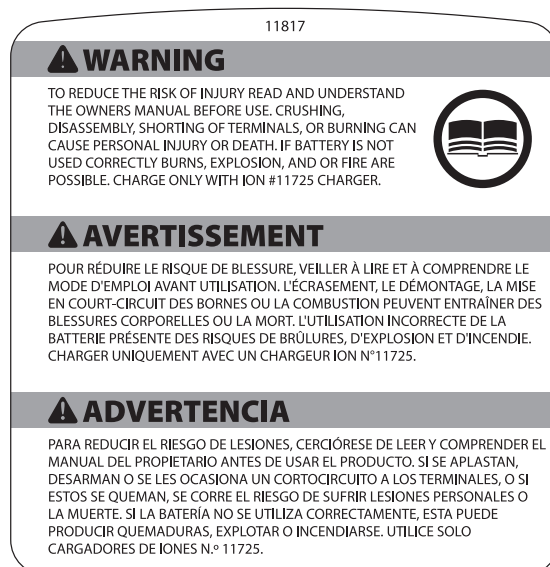 11817
WARNING
TO REDUCE THE RISK OF INJURY READ AND UNDERSTAND
THE OWNERS MANUAL BEFORE USE. CRUSHING,
DISASSEMBLY, SHORTING OF TERMINALS, OR BURNING CAN
CAUSE PERSONAL INJURY OR DEATH. IF BATTERY IS NOT
USED CORRECTLY BURNS, EXPLOSION, AND OR FIRE ARE
POSSIBLE. CHARGE ONLY WITH ION #11725 CHARGER.
AVERTISSEMENT
POUR RÉDUIRE LE RISQUE DE BLESSURE, VEILLER À LIRE ET À COMPRENDRE LE
MODE D'EMPLOI AVANT UTILISATION. L'ÉCRASEMENT, LE DÉMONTAGE, LA MISE
EN COURT-CIRCUIT DES BORNES OU LA COMBUSTION PEUVENT ENTRAÎNER DES
BLESSURES CORPORELLES OU LA MORT. L'UTILISATION INCORRECTE DE LA
BATTERIE PRÉSENTE DES RISQUES DE BRÛLURES, D'EXPLOSION ET D'INCENDIE.
CHARGER UNIQUEMENT AVEC UN CHARGEUR ION N°11725.
ADVERTENCIA
PARA REDUCIR EL RIESGO DE LESIONES, CERCIÓRESE DE LEER Y COMPRENDER EL
MANUAL DEL PROPIETARIO ANTES DE USAR EL PRODUCTO. SI SE APLASTAN,
DESARMAN O SE LES OCASIONA UN CORTOCIRCUITO A LOS TERMINALES, O SI
ESTOS SE QUEMAN, SE CORRE EL RIESGO DE SUFRIR LESIONES PERSONALES O
LA MUERTE. SI LA BATERÍA NO SE UTILIZA CORRECTAMENTE, ESTA PUEDE
PRODUCIR QUEMADURAS, EXPLOTAR O INCENDIARSE. UTILICE SOLO
CARGADORES DE IONES N.º 11725.